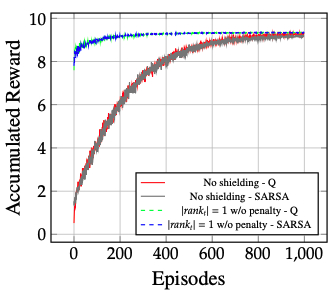 Accumulated Reward
10
8
6
4
2
0
0
200
400
600
800
1,000
Episodes
No shielding - Q
No shielding - SARSA
|rank_t| = 1 w/o penalty - Q
|rank_t| = 1 w/o penalty - SARSA